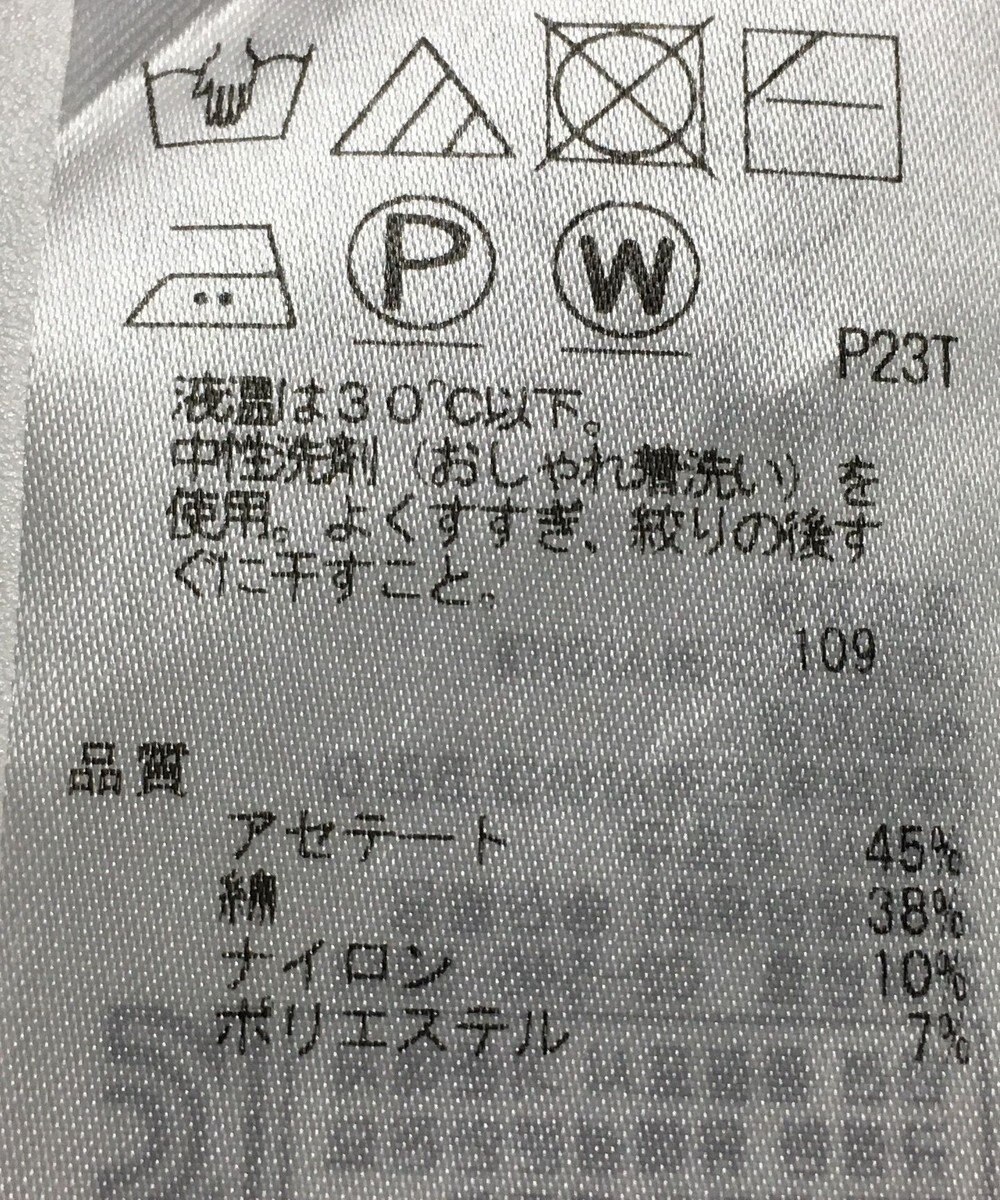 P
W
P23T
液温は30℃以下。
中性洗剤（おしゃれ着洗い）を
使用。よくすすぎ、絞りの後す
ぐに干すこと。
109
品質
アセテート 45%
綿 38%
ナイロン 10%
ポリエステル 7%